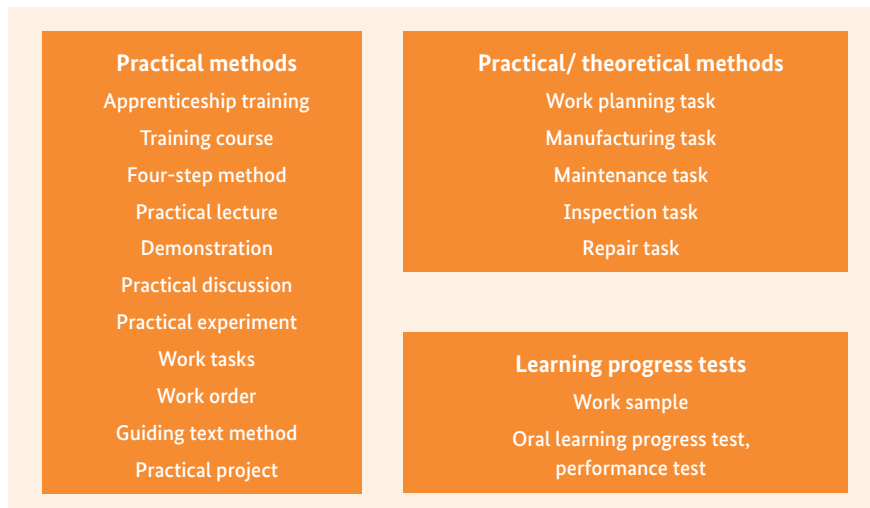 Practical methods
Apprenticeship training
Training course
Four-step method
Practical lecture
Demonstration
Practical discussion
Practical experiment
Work tasks
Work order
Guiding text method
Practical project
Practical/ theoretical methods
Work planning task
Manufacturing task
Maintenance task
Inspection task
Repair task
Learning progress tests
Work sample
Oral learning progress test,
performance test